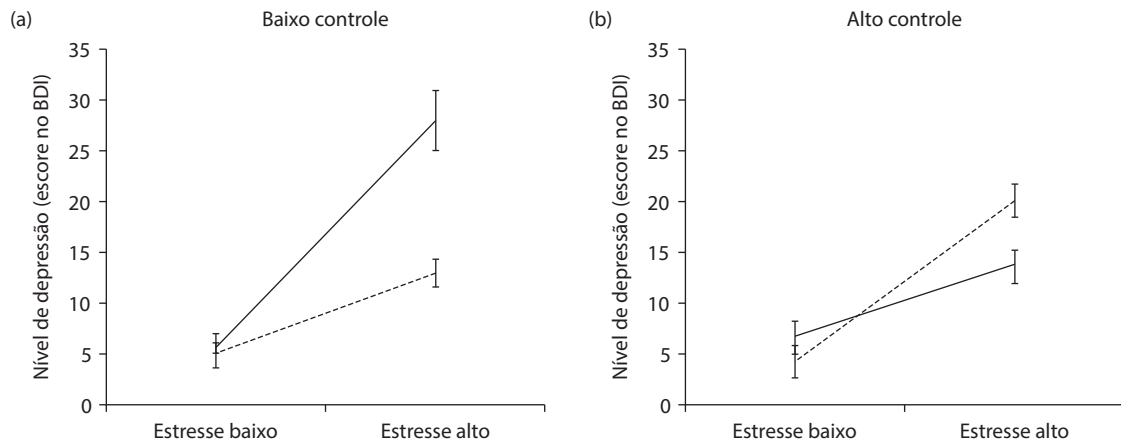 (a)
Baixo controle
Nível de depressão (escore no BDI)
35
30
25
20
15
10
5
0
Estresse baixo
Estresse alto
(b)
Alto controle
Nível de depressão (escore no BDI)
35
30
25
20
15
10
5
0
Estresse baixo
Estresse alto